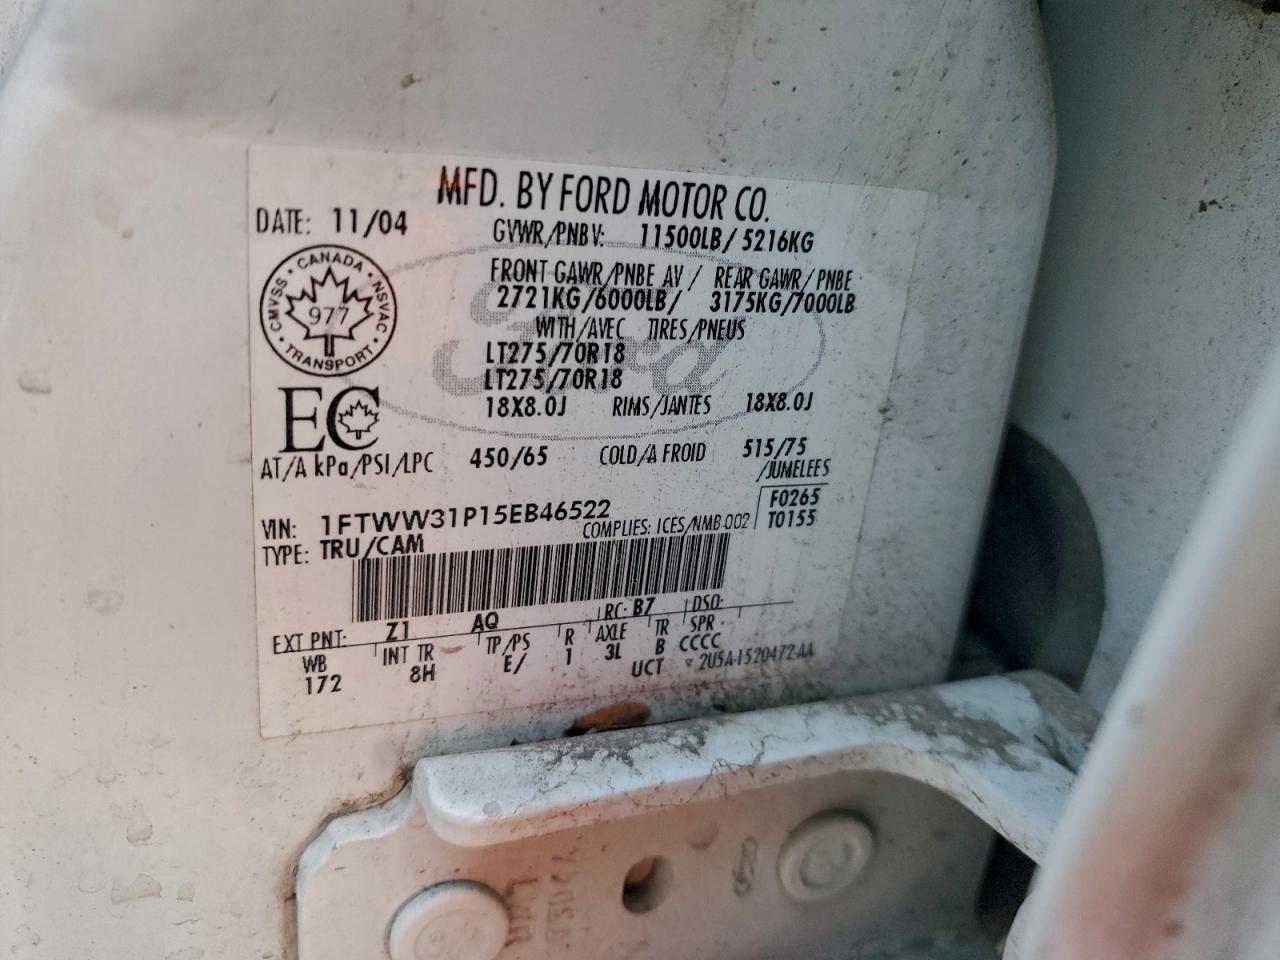 MFD. BY FORD MOTOR CO.
DATE: 11/04
GVWR/PNBV: 11500LB/ 5216KG
CANADA
CMVSS NSVAC
977
TRANSPORT
FRONT GAWR/PNBE AV / REAR GAWR/PNBE
2721KG/6000LB/ 3175KG/7000LB
WITH/AVEC TIRES/PNEUS
Ford
LT275/70R18
LT275/70R18
EC
18X8.0J RIMS/JANTES 18X8.0J
AT/A kPa/PSI/LPC 450/65 COLD/A FROID 515/75
/JUMELEES
VIN: 1FTWW31P15EB46522 F0265
COMPLIES: ICES/NMB-002 T0155
TYPE: TRU/CAM
EXT PNT: Z1 AQ RC: B7 DSO:
WB INT TR TP/PS R AXLE TR SPR
172 8H E/ 1 3L B CCCC
UCT 2U5A-1520472-AA